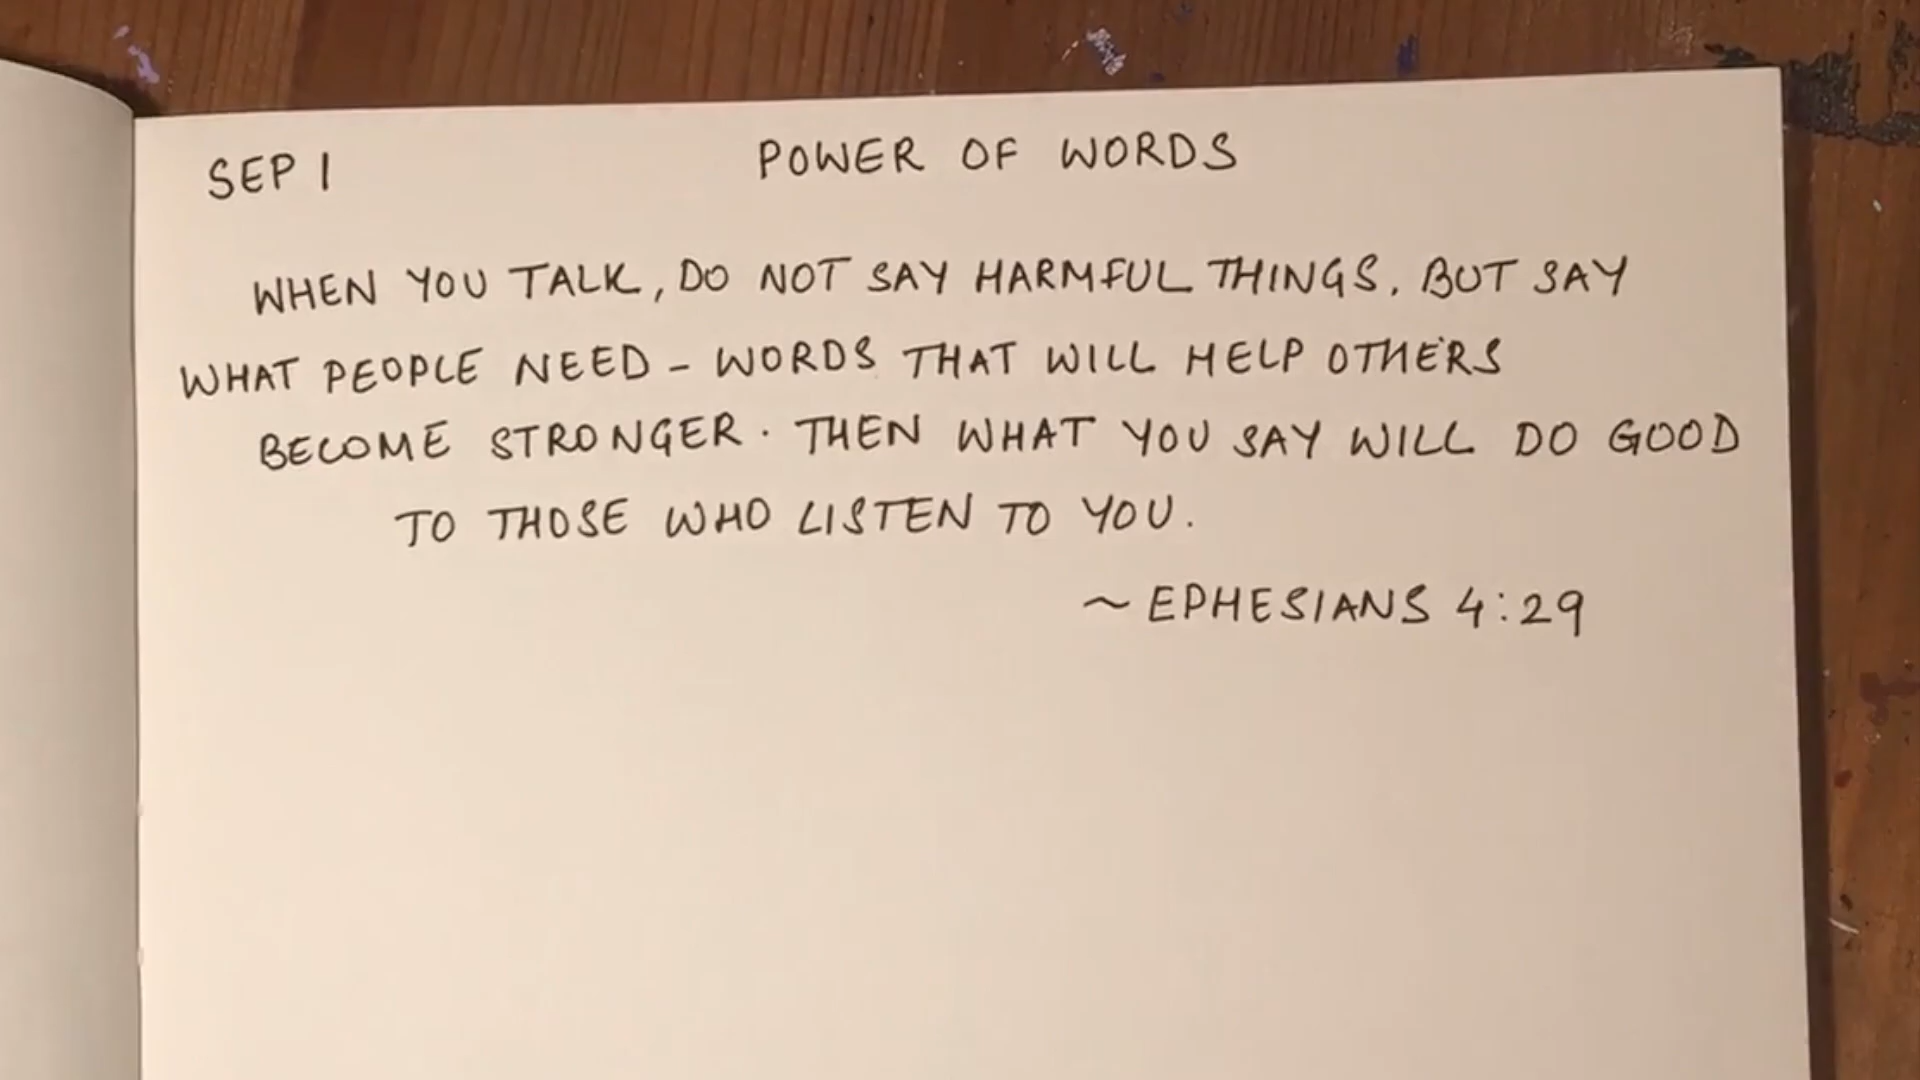 SEP 1
POWER OF WORDS
WHEN YOU TALK, DO NOT SAY HARMFUL THINGS. BUT SAY
WHAT PEOPLE NEED - WORDS THAT WILL HELP OTHERS
BECOME STRONGER. THEN WHAT YOU SAY WILL DO GOOD
TO THOSE WHO LISTEN TO YOU.
~ EPHESIANS 4:29